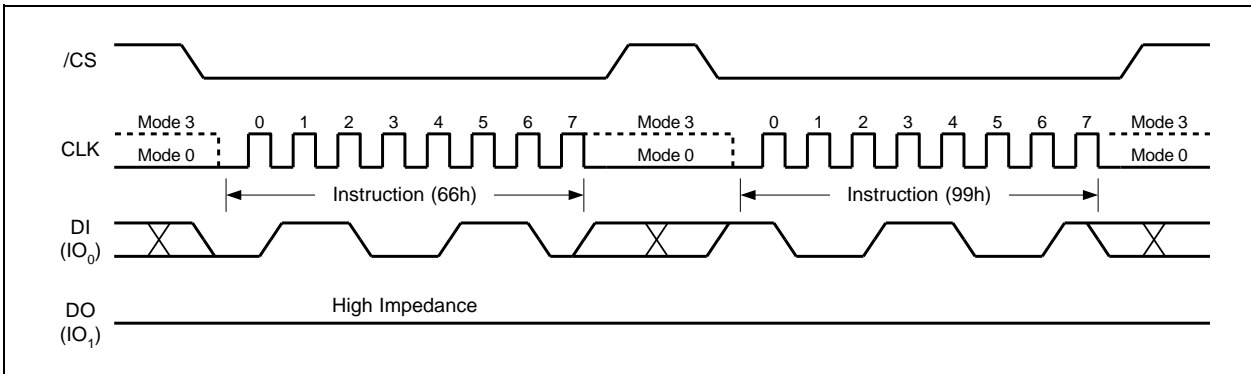 /CS
Mode 3 0 1 2 3 4 5 6 7 Mode 3 0 1 2 3 4 5 6 7 Mode 3
CLK Mode 0 Mode 0 Mode 0
Instruction (66h) Instruction (99h)
DI
(IO0)
DO High Impedance
(IO1)